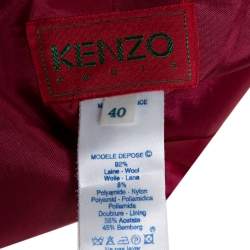 KENZO
PARIS
40
MODELE DEPOSE ©
92%
Laine - Wool
Wolle - Lana
8%
Polyamide - Nylon
Polyamid - Poliamidica
Poliamida
Doublure - Lining
55% Acetate
45% Bemberg